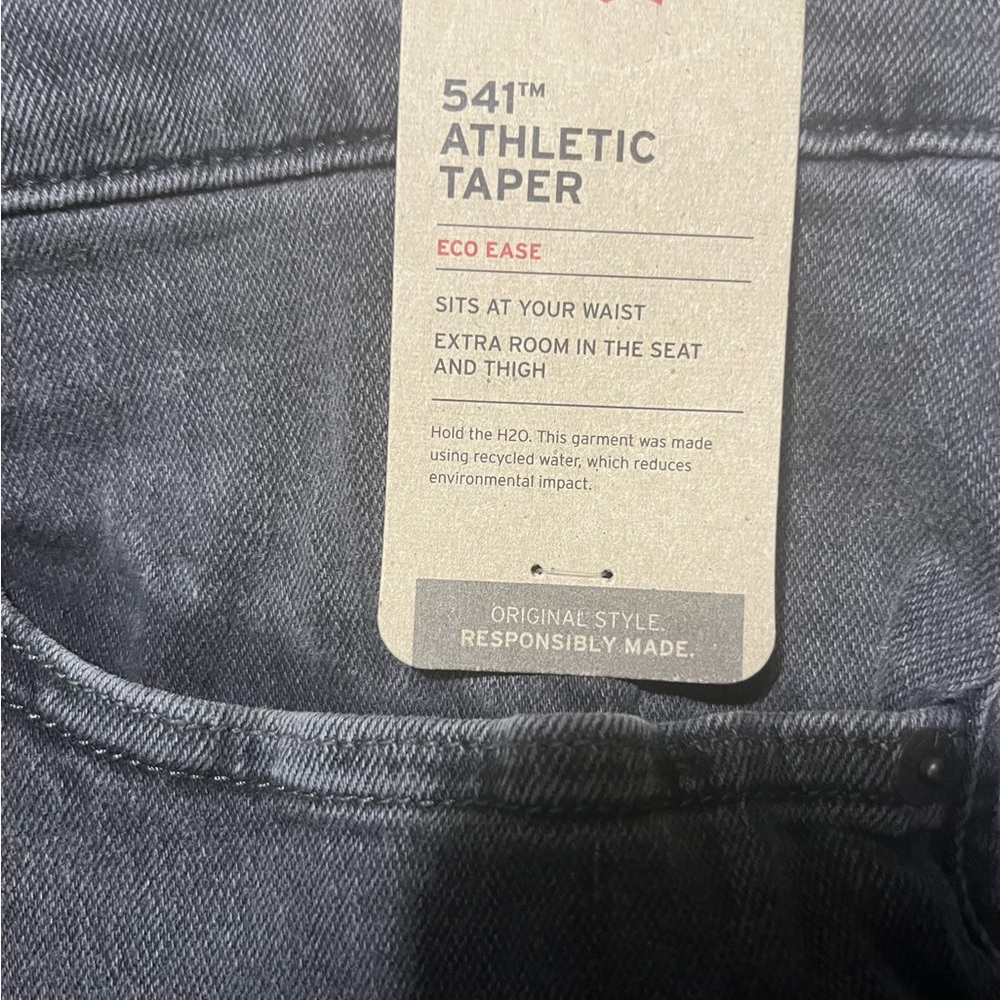 541™
ATHLETIC
TAPER
ECO EASE
SITS AT YOUR WAIST
EXTRA ROOM IN THE SEAT
AND THIGH
Hold the H2O. This garment was made
using recycled water, which reduces
environmental impact.
ORIGINAL STYLE.
RESPONSIBLY MADE.